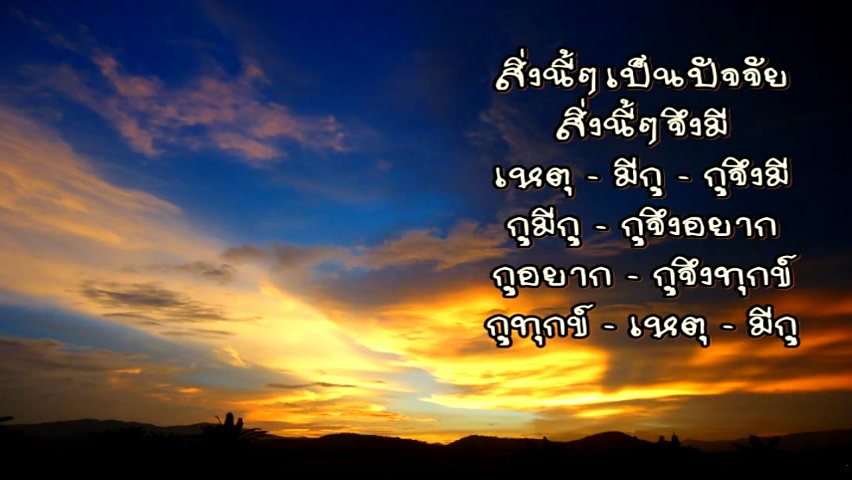 สิ่งนี้ๆเป็นปัจจัย
สิ่งนี้ๆจึงมี
เหตุ - มีกู - กูจึงมี
กูมีกู - กูจึงอยาก
กูอยาก - กูจึงทุกข์
กูทุกข์ - เหตุ - มีกู